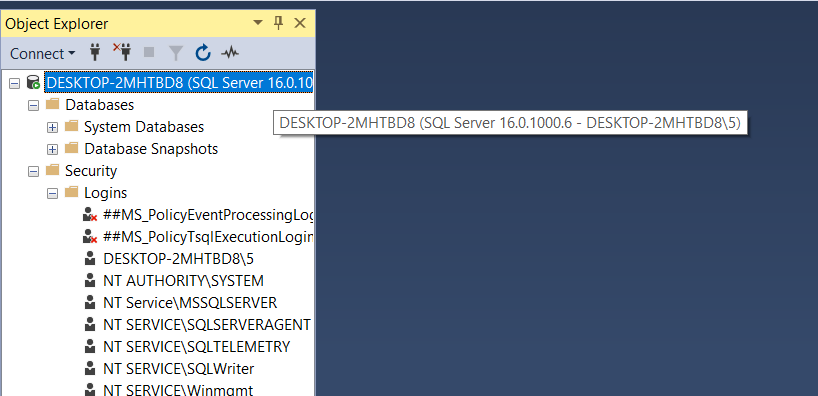 Object Explorer
Connect
DESKTOP-2MHTBD8 (SQL Server 16.0.10
Databases
DESKTOP-2MHTBD8 (SQL Server 16.0.1000.6 - DESKTOP-2MHTBD8\5)
System Databases
Database Snapshots
Security
Logins
##MS_PolicyEventProcessingLog
##MS_PolicyTsqlExecutionLogin
DESKTOP-2MHTBD8\5
NT AUTHORITY\SYSTEM
NT Service\MSSQLSERVER
NT SERVICE\SQLSERVERAGENT
NT SERVICE\SQLTELEMETRY
NT SERVICE\SQLWriter
NT SERVICE\Winmgmt